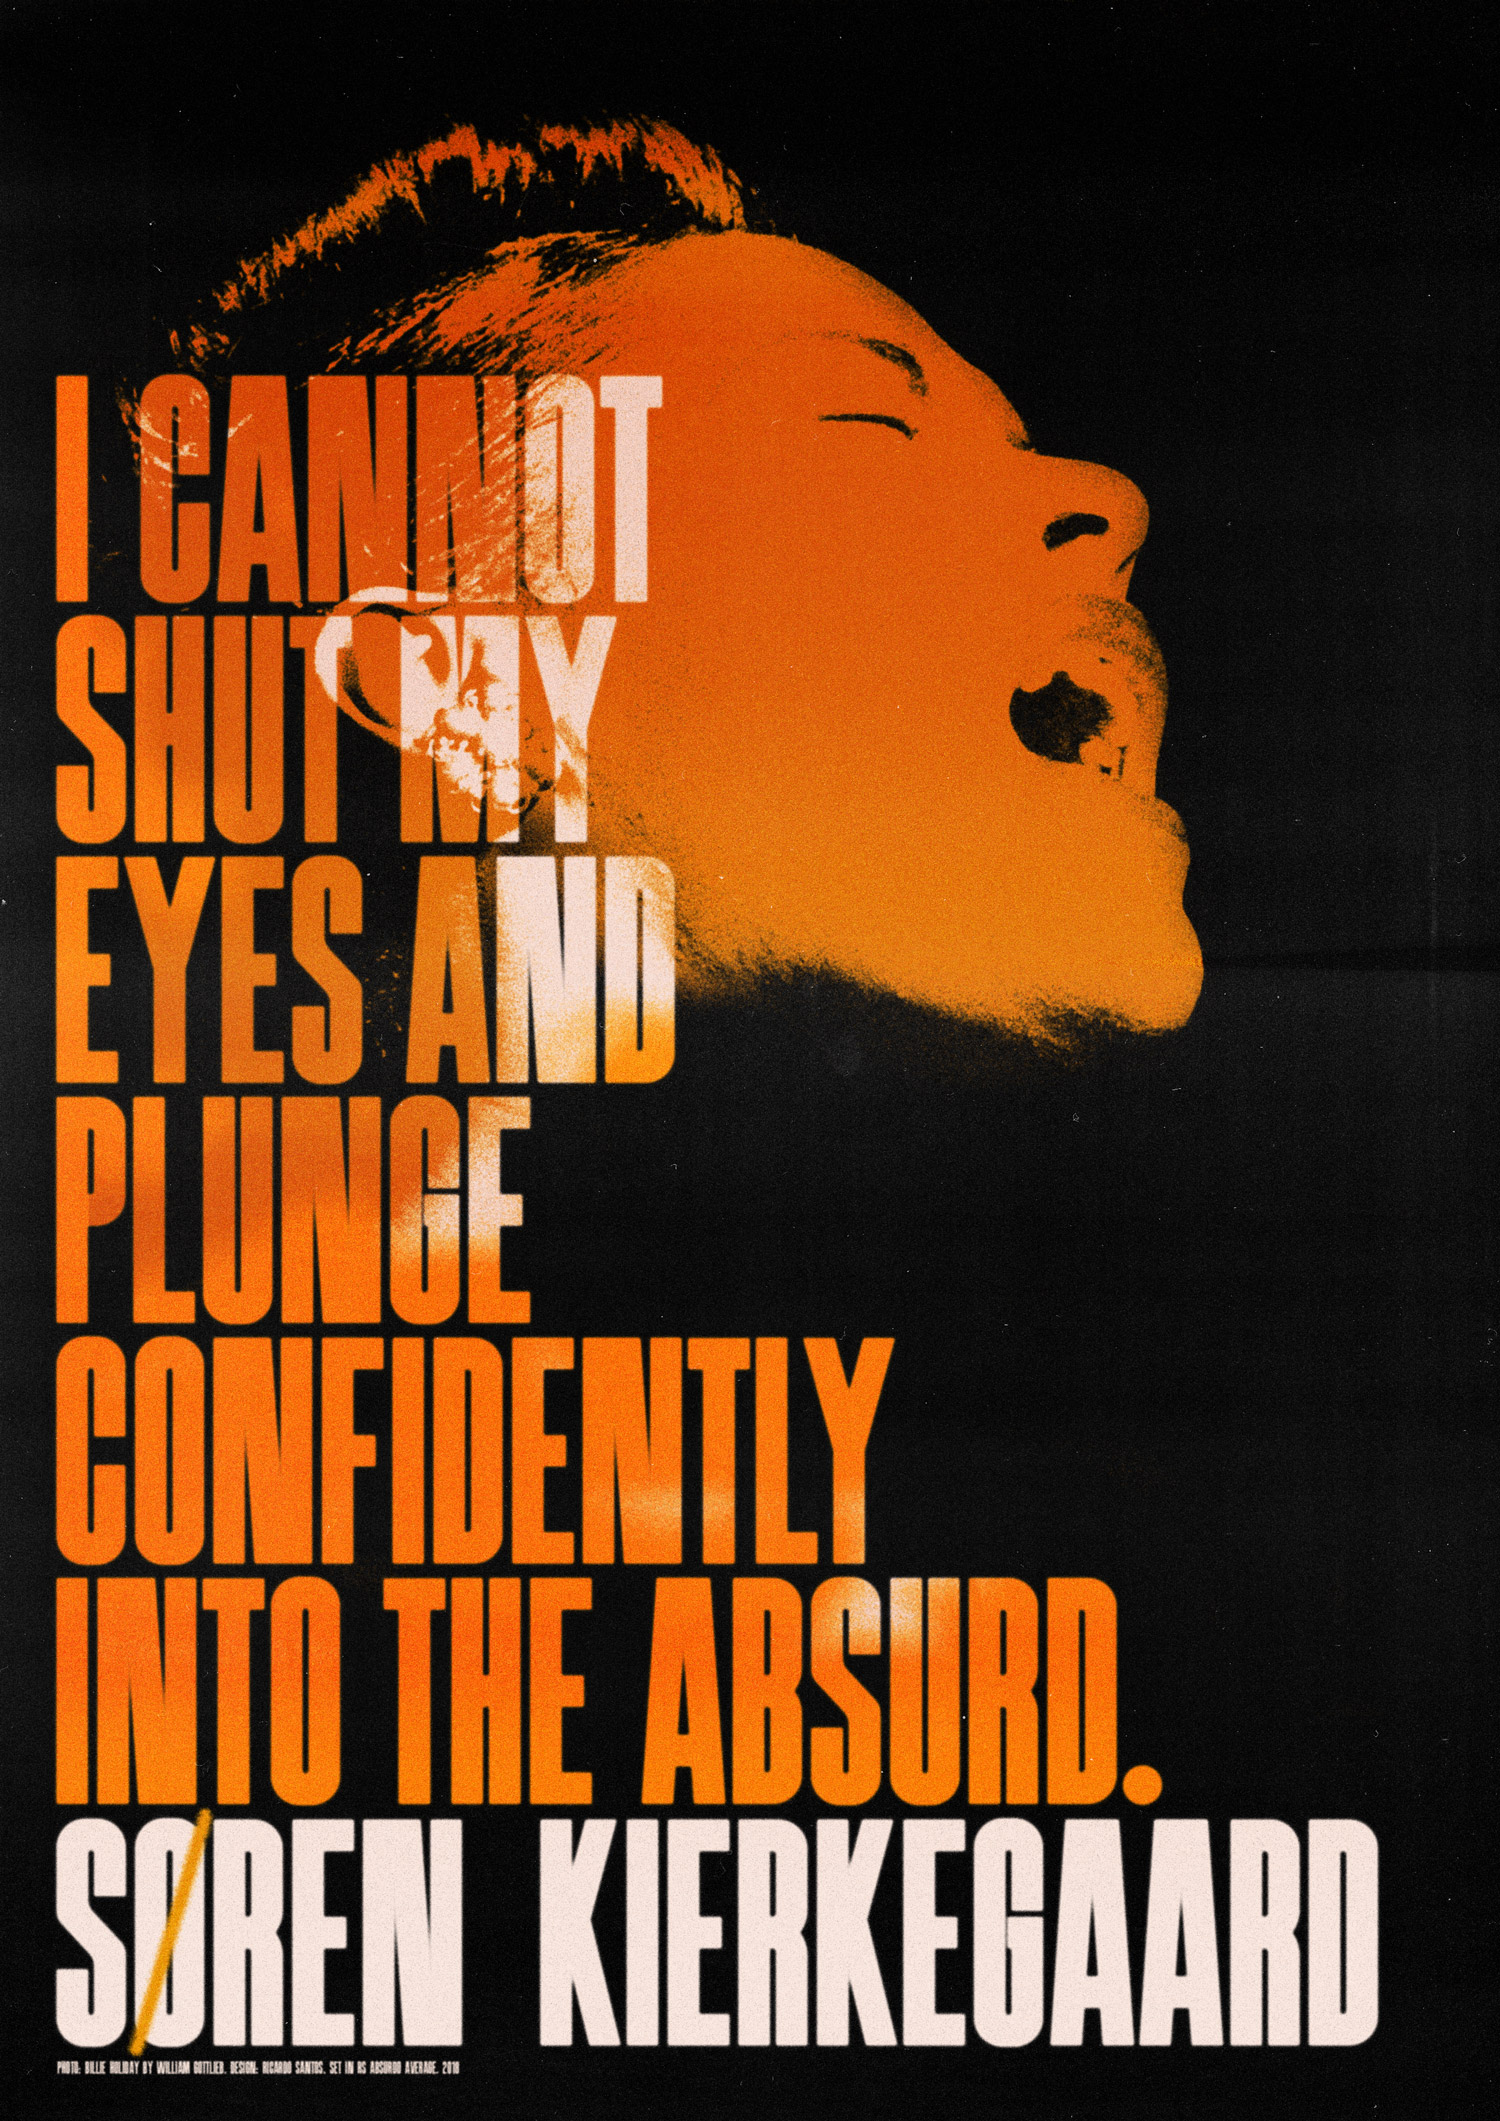 I CANNOT
SHUT MY
EYES AND
PLUNGE
CONFIDENTLY
INTO THE ABSURD.
SØREN KIERKEGAARD
PHOTO: BILLIE HOLIDAY BY WILLIAM GOTTLIEB. DESIGN: RICARDO SANTOS. SET IN RS ABSURDO AVERAGE. 2018